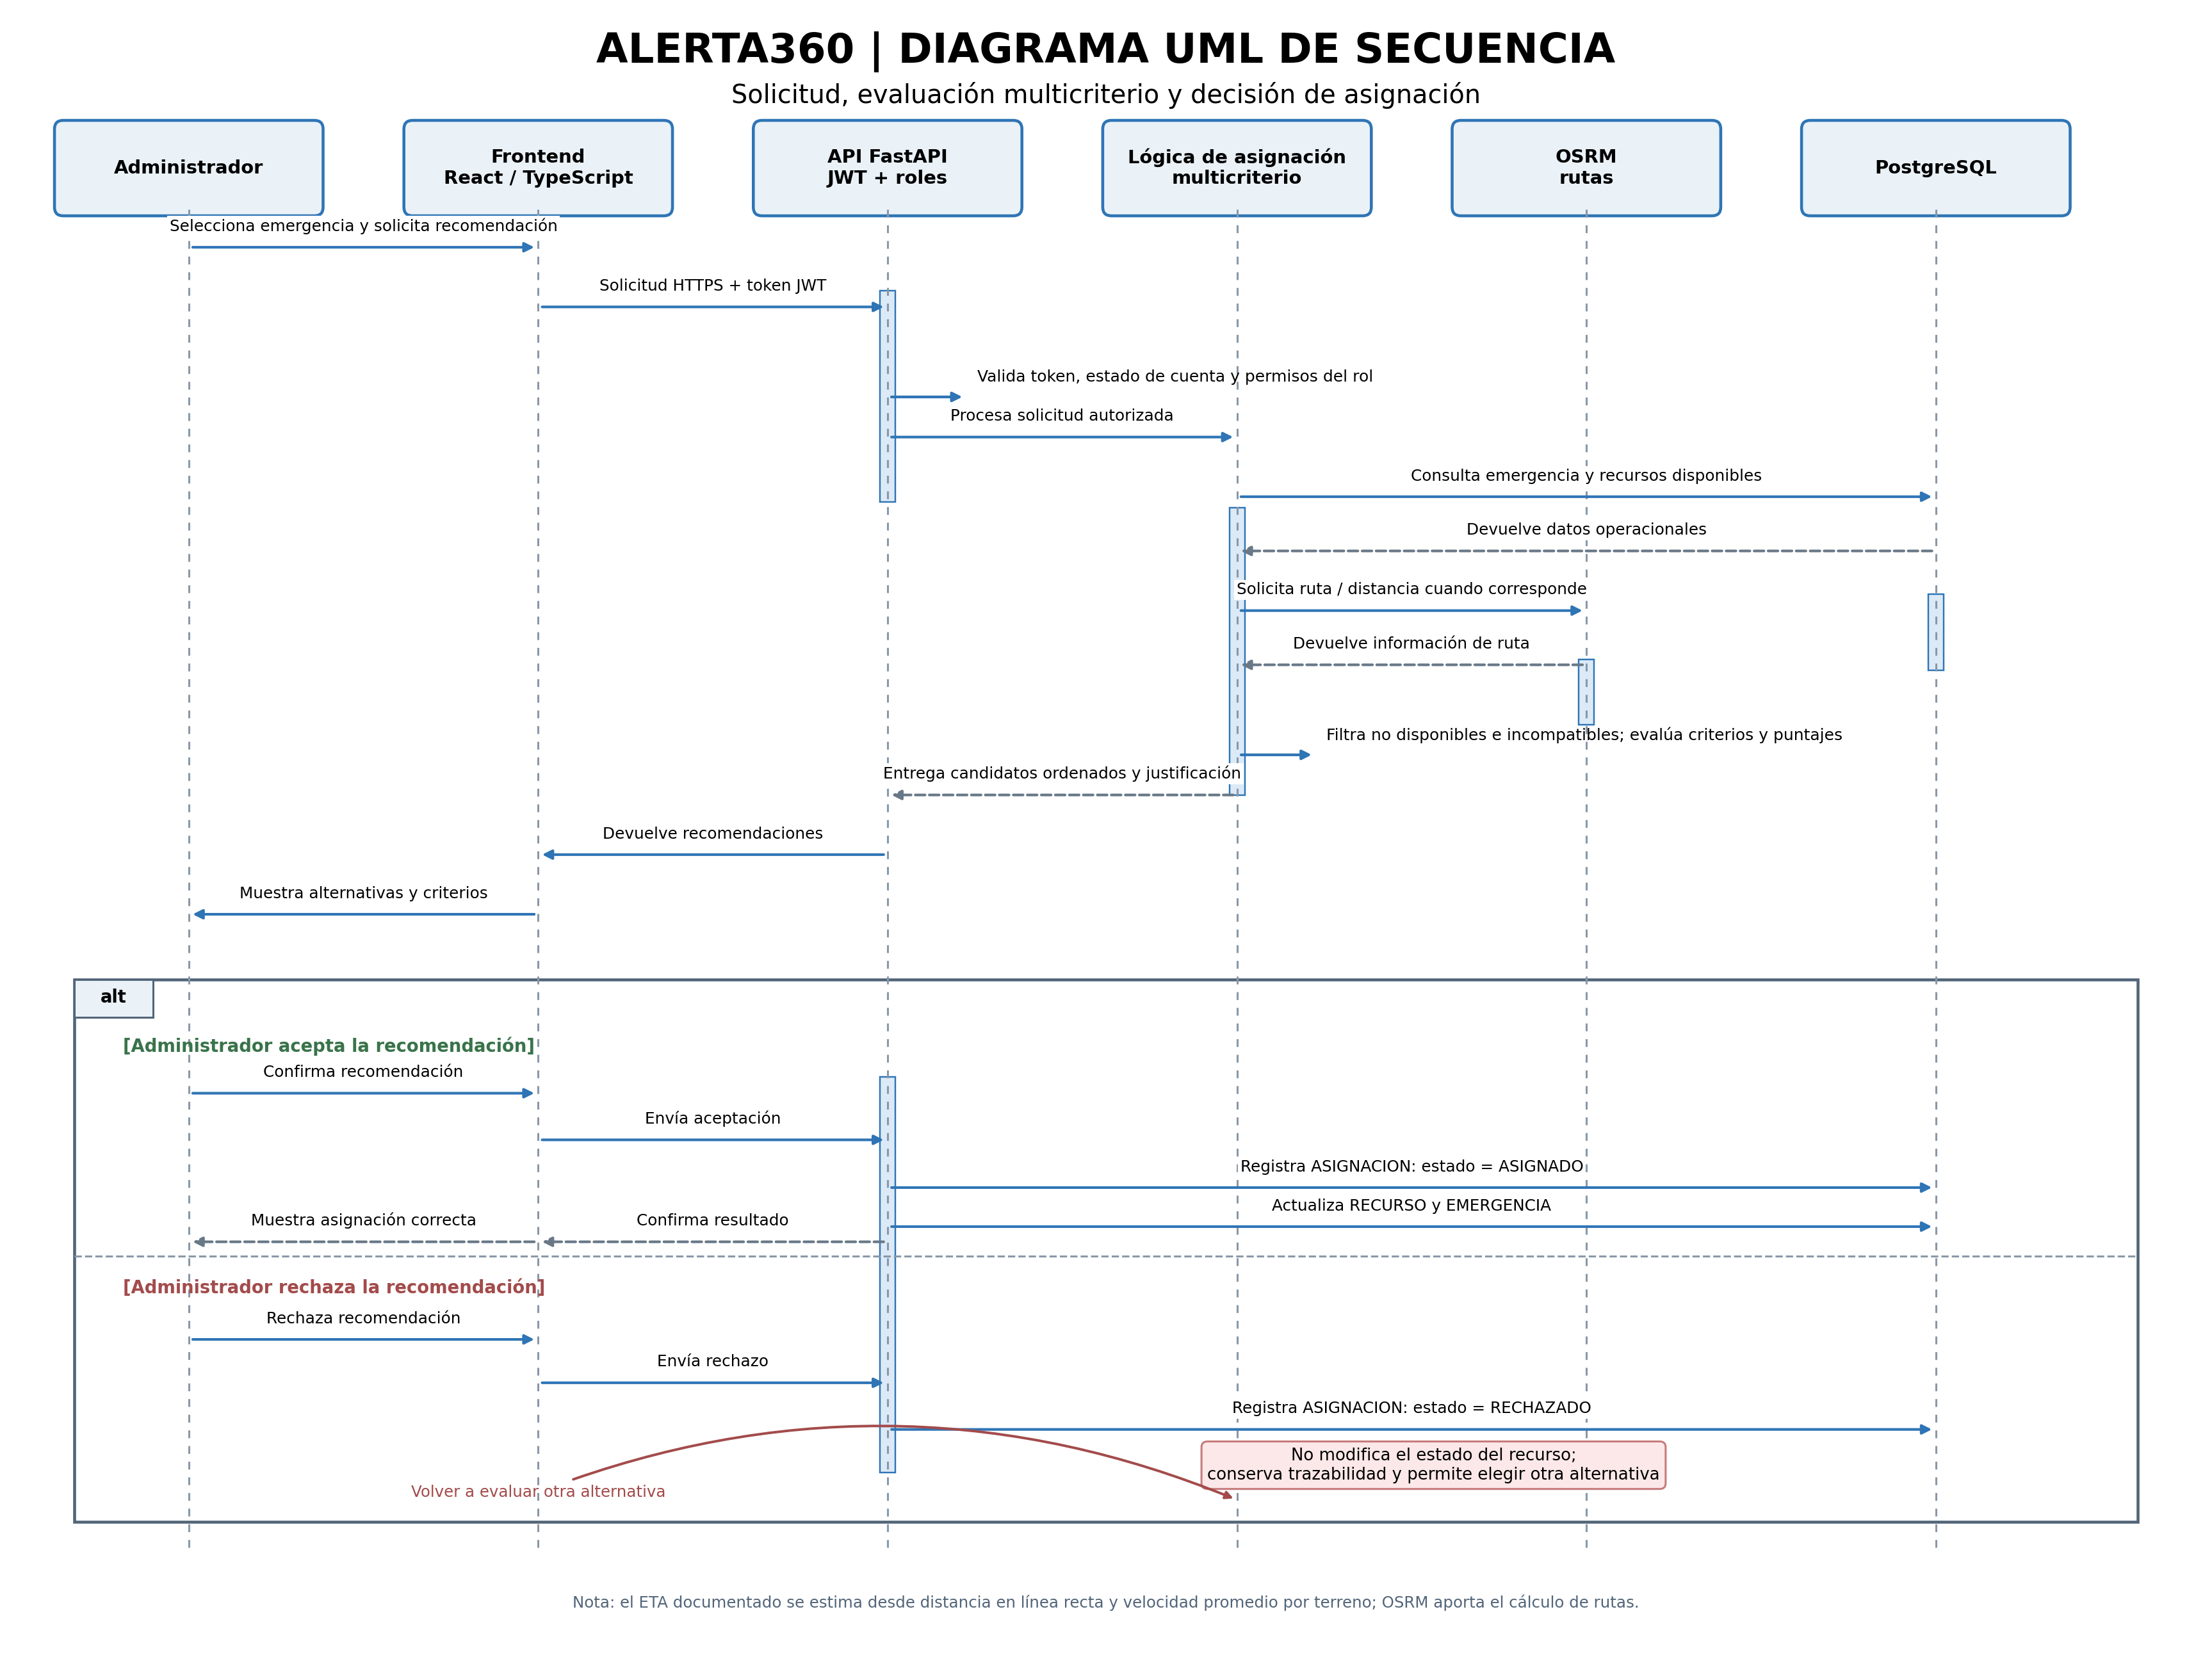 ALERTA360 | DIAGRAMA UML DE SECUENCIA
Solicitud, evaluación multicriterio y decisión de asignación
Administrador
Frontend
React / TypeScript
API FastAPI
JWT + roles
Lógica de asignación
multicriterio
OSRM
rutas
PostgreSQL
Selecciona emergencia y solicita recomendación
Solicitud HTTPS + token JWT
Valida token, estado de cuenta y permisos del rol
Procesa solicitud autorizada
Consulta emergencia y recursos disponibles
Devuelve datos operacionales
Solicita ruta / distancia cuando corresponde
Devuelve información de ruta
Filtra no disponibles e incompatibles; evalúa criterios y puntajes
Entrega candidatos ordenados y justificación
Devuelve recomendaciones
Muestra alternativas y criterios
alt
[Administrador acepta la recomendación]
Confirma recomendación
Envía aceptación
Registra ASIGNACION: estado = ASIGNADO
Actualiza RECURSO y EMERGENCIA
Muestra asignación correcta
Confirma resultado
[Administrador rechaza la recomendación]
Rechaza recomendación
Envía rechazo
Registra ASIGNACION: estado = RECHAZADO
No modifica el estado del recurso;
conserva trazabilidad y permite elegir otra alternativa
Volver a evaluar otra alternativa
Nota: el ETA documentado se estima desde distancia en línea recta y velocidad promedio por terreno; OSRM aporta el cálculo de rutas.